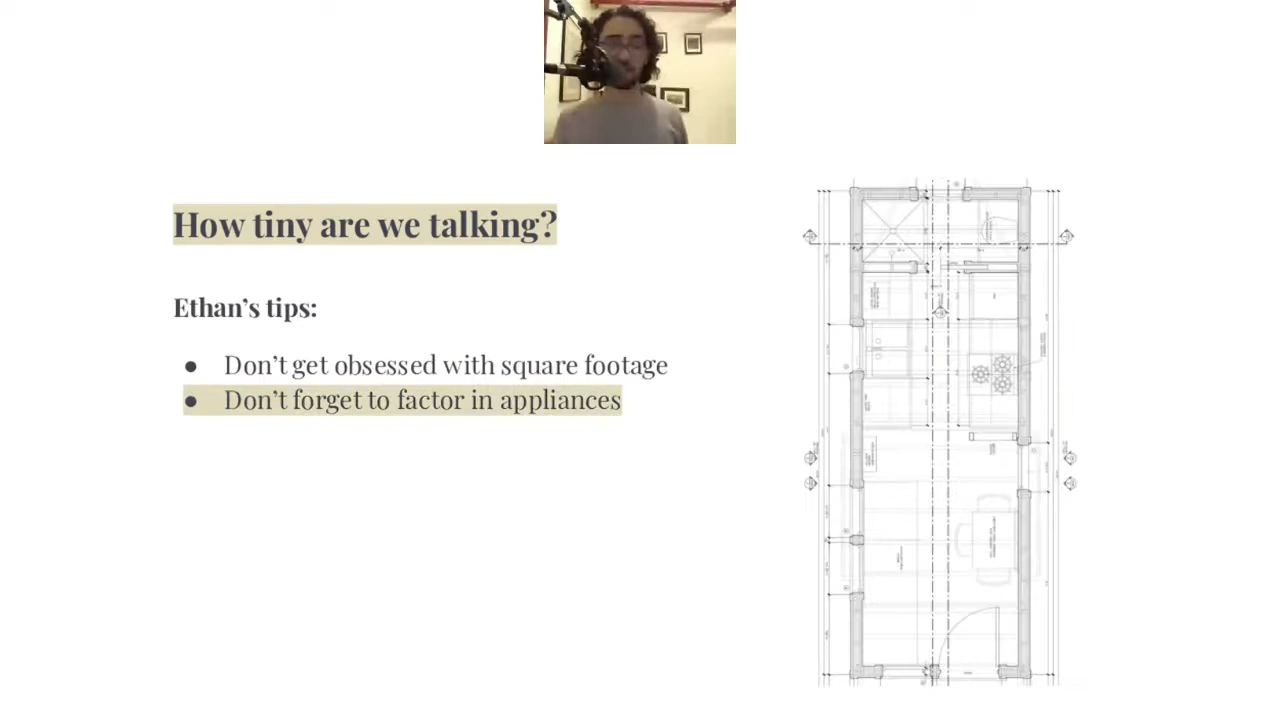 How tiny are we talking?
Ethan’s tips:
● Don’t get obsessed with square footage
● Don’t forget to factor in appliances